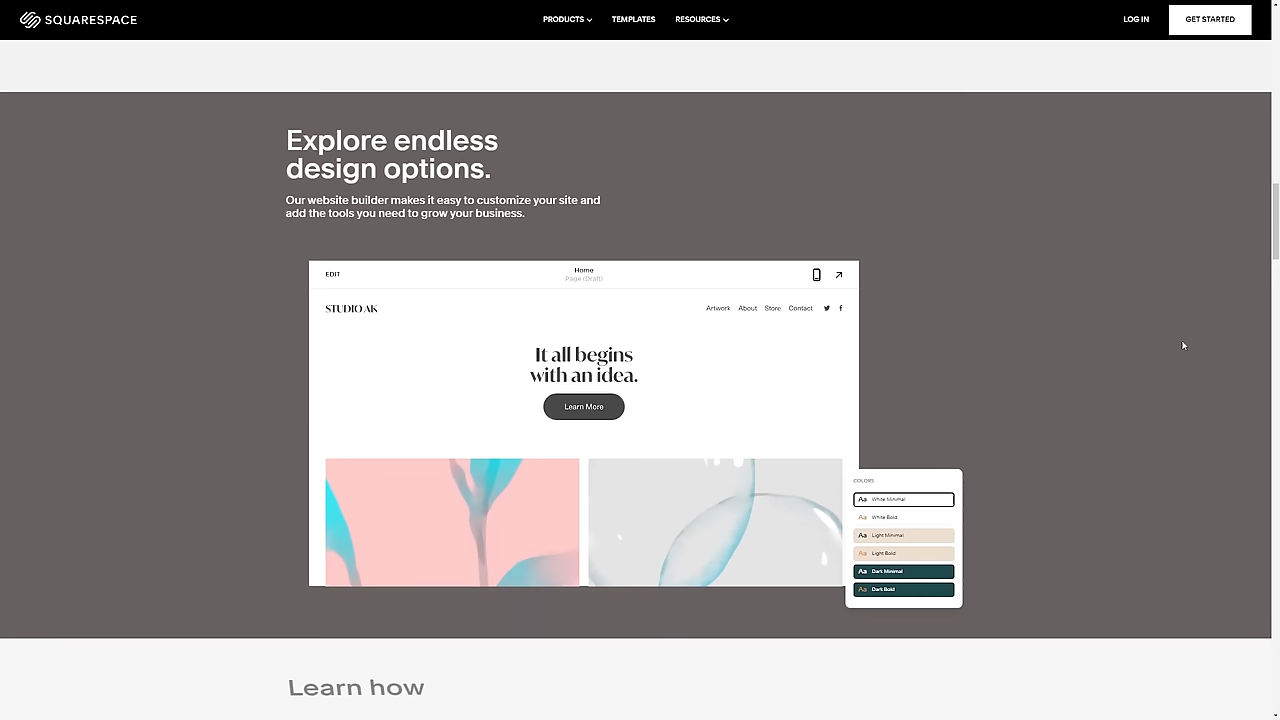 SQUARESPACE
PRODUCTS TEMPLATES RESOURCES
LOG IN GET STARTED
Explore endless
design options.
Our website builder makes it easy to customize your site and
add the tools you need to grow your business.
EDIT
Home
Page (Draft)
STUDIO AK
Artwork About Store Contact
It all begins
with an idea.
Learn More
COLORS
Aa White Minimal
Aa White Bold
Aa Light Minimal
Aa Light Bold
Aa Dark Minimal
Aa Dark Bold
Learn how